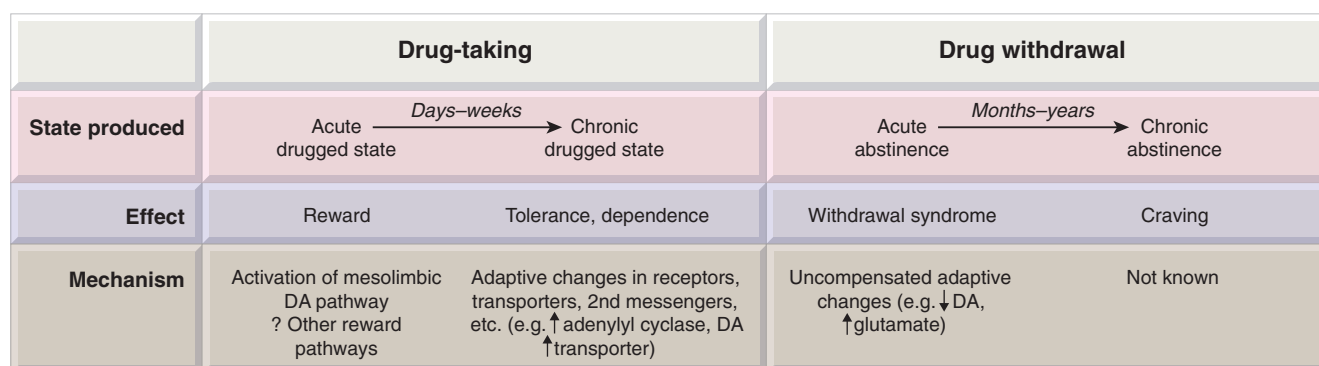 Drug-taking
Drug withdrawal
State produced
Days–weeks
Acute
drugged state
Chronic
drugged state
Months–years
Acute
abstinence
Chronic
abstinence
Effect
Reward
Tolerance, dependence
Withdrawal syndrome
Craving
Mechanism
Activation of mesolimbic
DA pathway
? Other reward
pathways
Adaptive changes in receptors,
transporters, 2nd messengers,
etc. (e.g. ↑ adenylyl cyclase, DA
↑ transporter)
Uncompensated adaptive
changes (e.g. ↓ DA,
↑ glutamate)
Not known